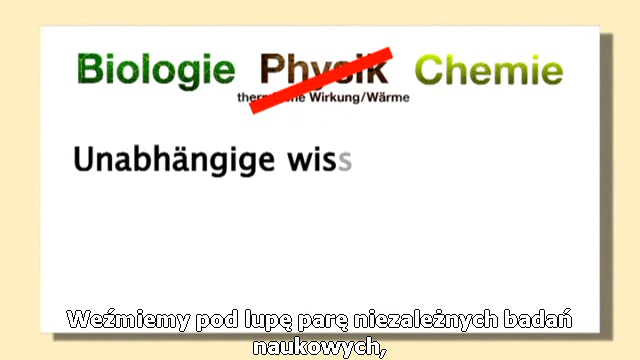 Biologie Physik Chemie
thermische Wirkung/Wärme
Unabhängige wiss
Weźmiemy pod lupę parę niezależnych badań
naukowych,